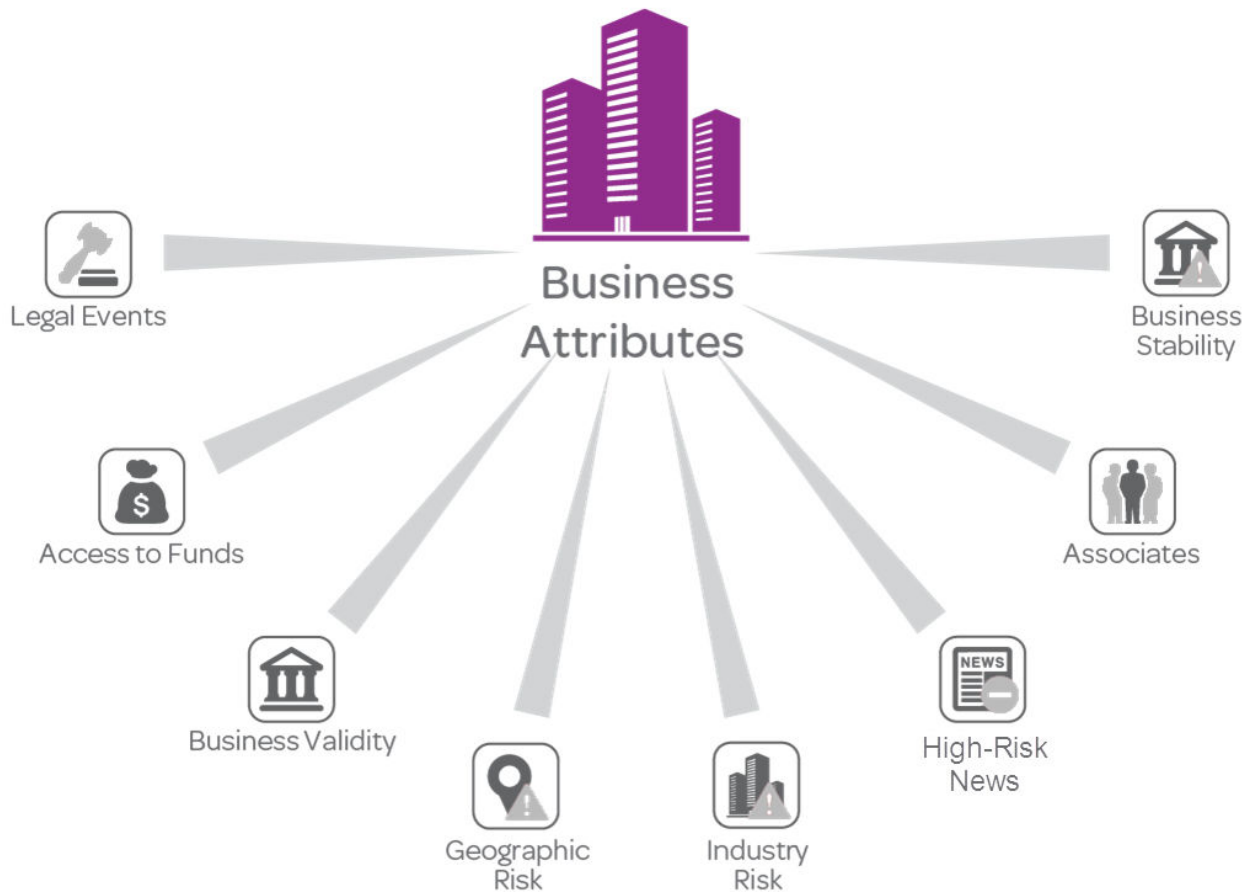 Business
Attributes
Legal Events
Business
Stability
$
Access to Funds
Associates
Business Validity
NEWS
High-Risk
News
!
Geographic
Risk
!
Industry
Risk
!